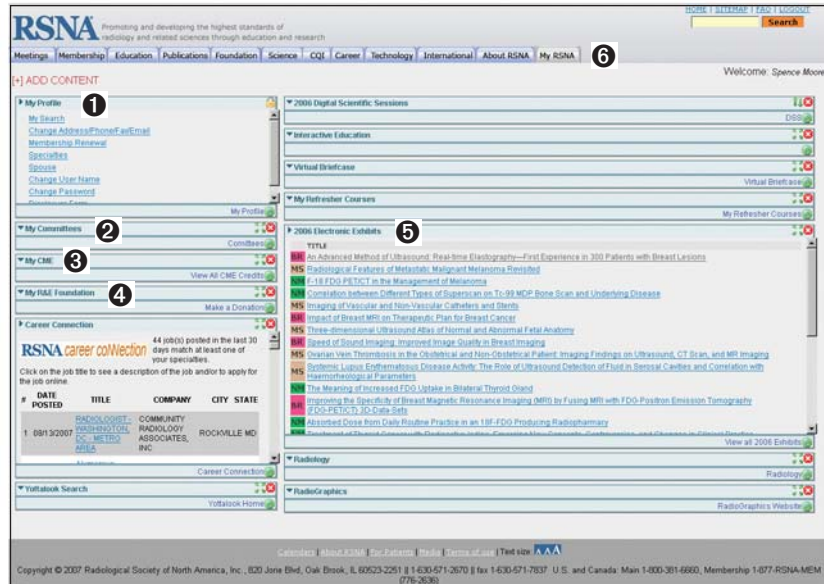 HOME | SITEMAP | FAQ | LOGOUT
RSNA
Promoting and developing the highest standards of
radiology and related sciences through education and research
Search
Meetings Membership Education Publications Foundation Science CQI Career Technology International About RSNA My RSNA
6
[+] ADD CONTENT
Welcome: Spence Moore
My Profile
1
My Search
Change Address/Phone/Fax/Email
Membership Renewal
Specialties
Spouse
Change User Name
Change Password
Disclosure Form
My Profile
My Committees
2
Comittees
My CME
3
View All CME Credits
My R&E Foundation
4
Make a Donation
Career Connection
RSNA career coNNection
44 job(s) posted in the last 30
days match at least one of
your specialties.
Click on the job title to see a description of the job and/or to apply for
the job online.
# DATE POSTED TITLE COMPANY CITY STATE
1 08/13/2007 RADIOLOGIST - WASHINGTON, DC - METRO AREA COMMUNITY RADIOLOGY ASSOCIATES, INC ROCKVILLE MD
Career Connection
Yottalook Search
Yottalook Home
2006 Digital Scientific Sessions
DSS
Interactive Education
Virtual Briefcase
Virtual Briefcase
My Refresher Courses
My Refresher Courses
2006 Electronic Exhibits
5
TITLE
BR An Advanced Method of Ultrasound: Real-time Elastography—First Experience in 300 Patients with Breast Lesions
MS Radiological Features of Metastatic Malignant Melanoma Revisited
NM F-18 FDG PET/CT in the Management of Melanoma
NM Correlation between Different Types of Superscan on Tc-99 MDP Bone Scan and Underlying Disease
MS Imaging of Vascular and Non-Vascular Catheters and Stents
BR Impact of Breast MRI on Therapeutic Plan for Breast Cancer
MS Three-dimensional Ultrasound Atlas of Normal and Abnormal Fetal Anatomy
BR Speed of Sound Imaging: Improved Image Quality in Breast Imaging
MS Ovarian Vein Thrombosis in the Obstetrical and Non-Obstetrical Patient: Imaging Findings on Ultrasound, CT Scan, and MR Imaging
MS Systemic Lupus Erythematosus Disease Activity: The Role of Ultrasound Detection of Fluid in Serosal Cavities and Correlation with
Haemorheological Parameters
NM The Meaning of Increased FDG Uptake in Bilateral Thyroid Gland
BR Improving the Specificity of Breast Magnetic Resonance Imaging (MRI) by Fusing MRI with FDG-Positron Emission Tomography
(FDG-PET/CT) 3D-Data-Sets
NM Absorbed Dose from Daily Routine Practice in an 18F-FDG Producing Radiopharmacy
View all 2006 Exhibits
Radiology
Radiology
RadioGraphics
RadioGraphics Website
Calendars | About RSNA | For Patients | Media | Terms of use | Text size: A A A
Copyright © 2007 Radiological Society of North America, Inc., 820 Jorie Blvd, Oak Brook, IL 60523-2251 || 1-630-571-2670 || fax 1-630-571-7837 U.S. and Canada: Main 1-800-381-6660, Membership 1-877-RSNA-MEM
(776-2636)